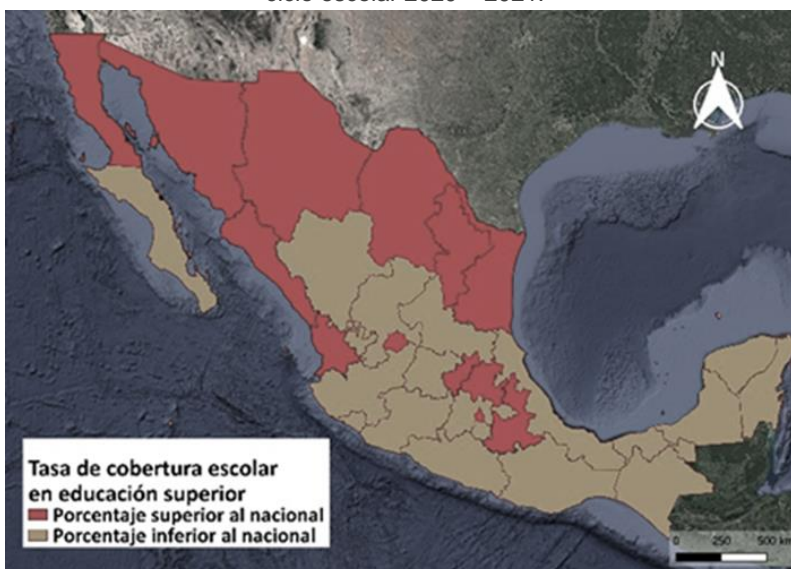 N
Tasa de cobertura escolar
en educación superior
Porcentaje superior al nacional
Porcentaje inferior al nacional
0 250 500 km